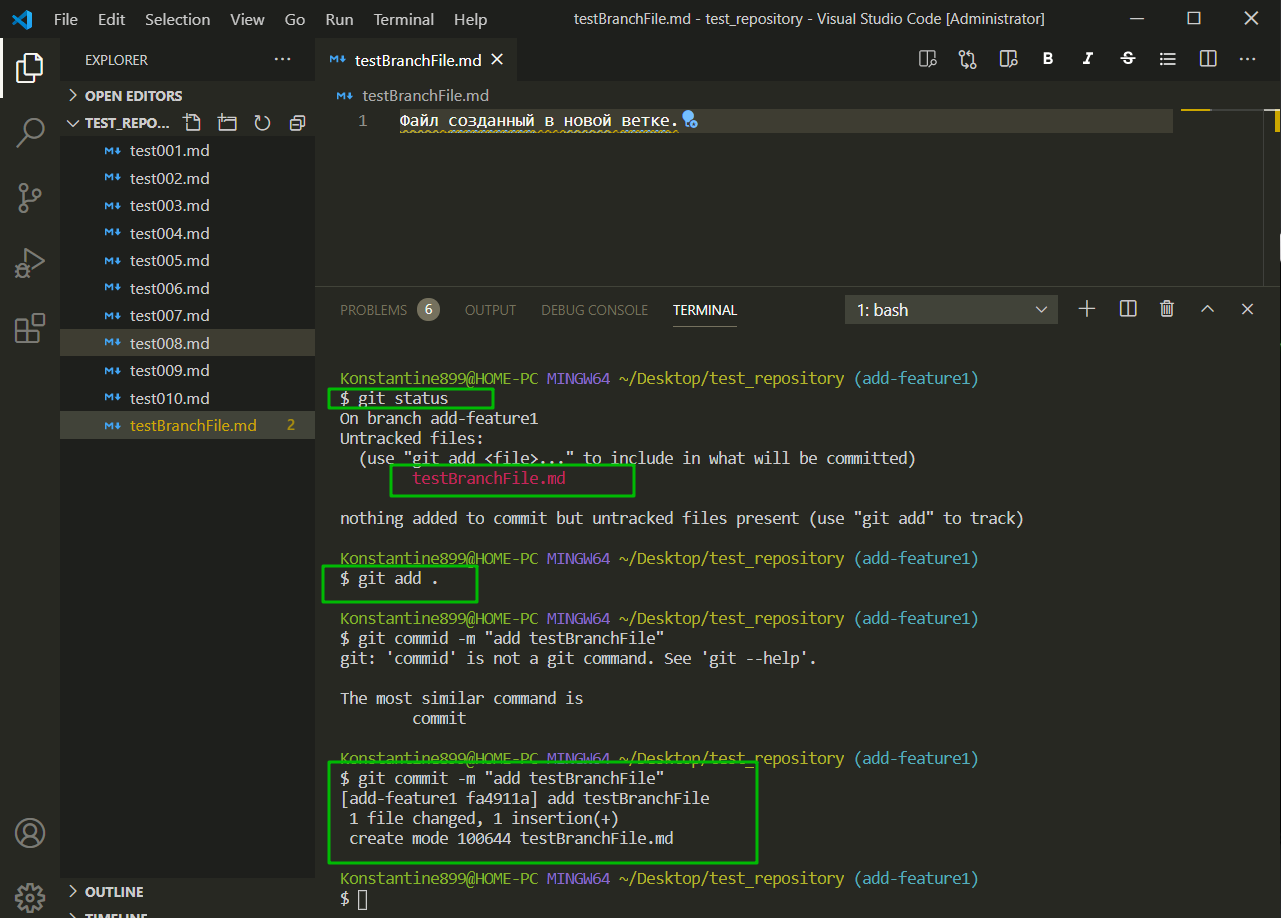 File Edit Selection View Go Run Terminal Help
testBranchFile.md - test_repository - Visual Studio Code [Administrator]
EXPLORER
OPEN EDITORS
TEST_REPO...
test001.md
test002.md
test003.md
test004.md
test005.md
test006.md
test007.md
test008.md
test009.md
test010.md
testBranchFile.md 2
OUTLINE
TIMELINE
testBranchFile.md
B I S
testBranchFile.md
1 Файл созданный в новой ветке.
PROBLEMS 6 OUTPUT DEBUG CONSOLE TERMINAL
1: bash
Konstantine899@HOME-PC MINGW64 ~/Desktop/test_repository (add-feature1)
$ git status
On branch add-feature1
Untracked files:
(use "git add <file>..." to include in what will be committed)
testBranchFile.md
nothing added to commit but untracked files present (use "git add" to track)
Konstantine899@HOME-PC MINGW64 ~/Desktop/test_repository (add-feature1)
$ git add .
Konstantine899@HOME-PC MINGW64 ~/Desktop/test_repository (add-feature1)
$ git commid -m "add testBranchFile"
git: 'commid' is not a git command. See 'git --help'.
The most similar command is
commit
Konstantine899@HOME-PC MINGW64 ~/Desktop/test_repository (add-feature1)
$ git commit -m "add testBranchFile"
[add-feature1 fa4911a] add testBranchFile
1 file changed, 1 insertion(+)
create mode 100644 testBranchFile.md
Konstantine899@HOME-PC MINGW64 ~/Desktop/test_repository (add-feature1)
$